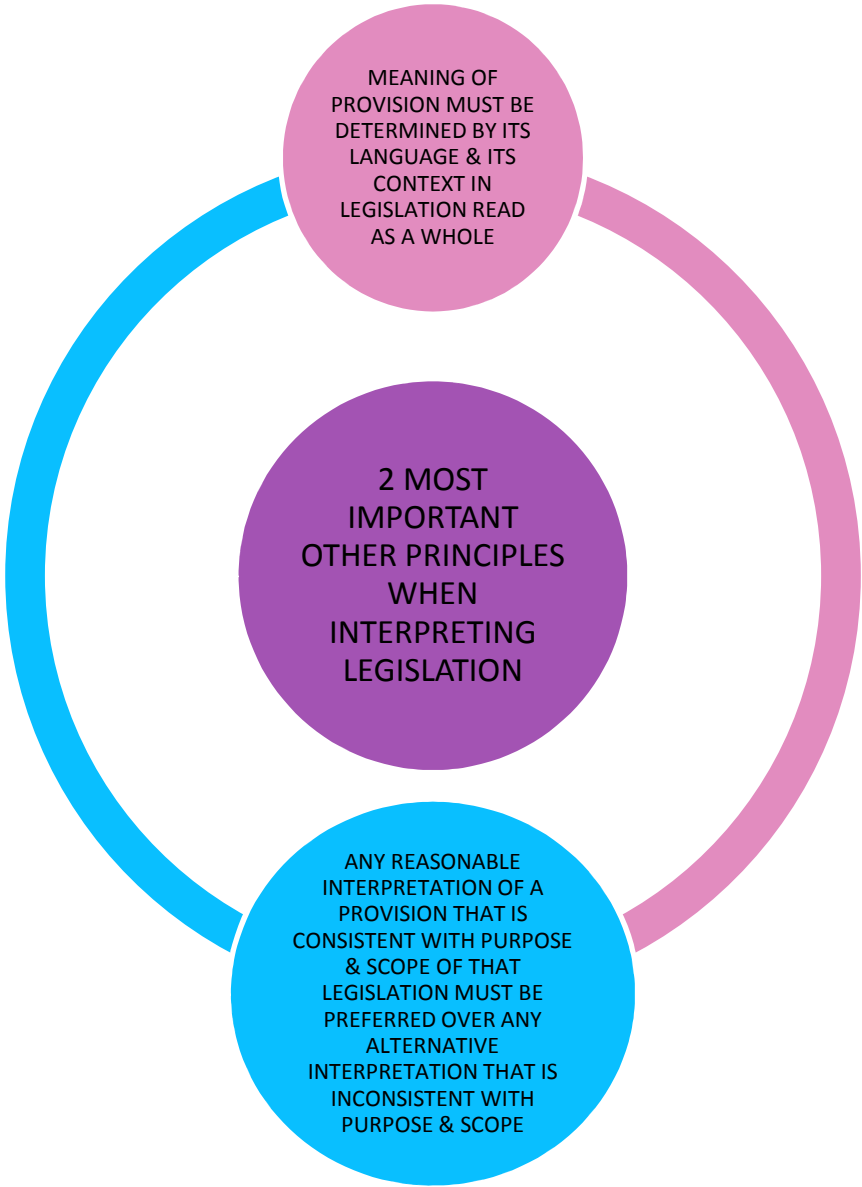 MEANING OF
PROVISION MUST BE
DETERMINED BY ITS
LANGUAGE & ITS
CONTEXT IN
LEGISLATION READ
AS A WHOLE
2 MOST
IMPORTANT
OTHER PRINCIPLES
WHEN
INTERPRETING
LEGISLATION
ANY REASONABLE
INTERPRETATION OF A
PROVISION THAT IS
CONSISTENT WITH PURPOSE
& SCOPE OF THAT
LEGISLATION MUST BE
PREFERRED OVER ANY
ALTERNATIVE
INTERPRETATION THAT IS
INCONSISTENT WITH
PURPOSE & SCOPE